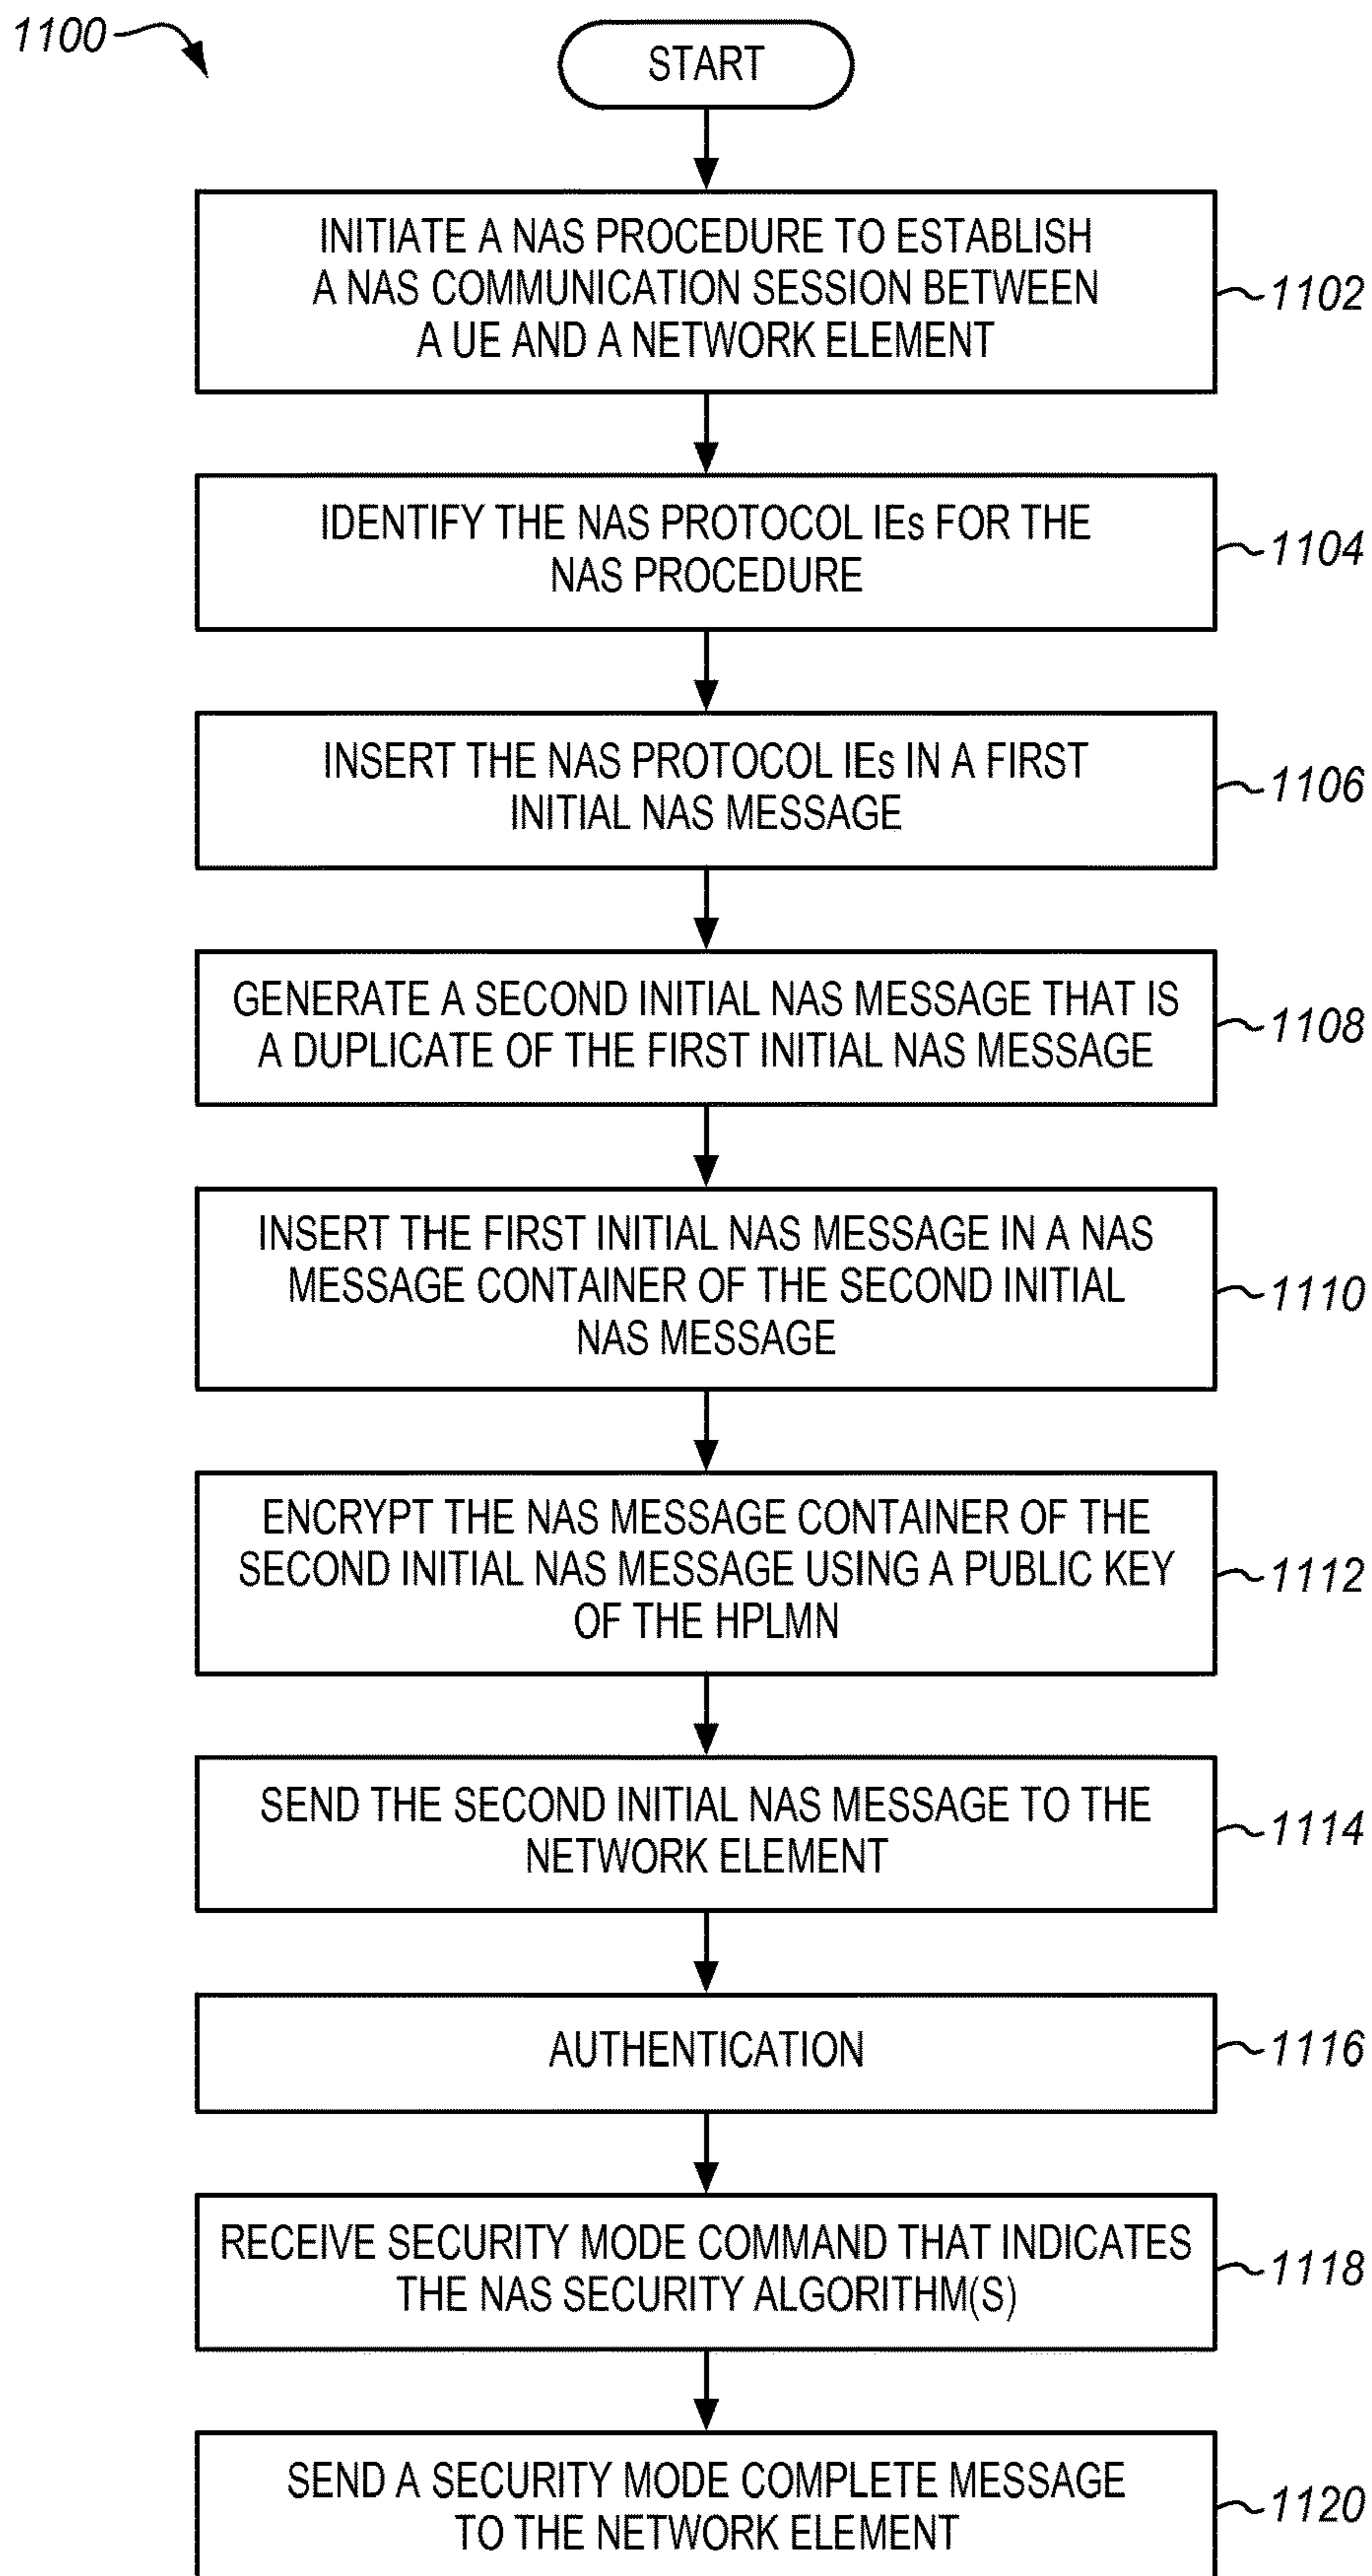 1100
START
INITIATE A NAS PROCEDURE TO ESTABLISH
A NAS COMMUNICATION SESSION BETWEEN
A UE AND A NETWORK ELEMENT
1102
IDENTIFY THE NAS PROTOCOL IEs FOR THE
NAS PROCEDURE
1104
INSERT THE NAS PROTOCOL IEs IN A FIRST
INITIAL NAS MESSAGE
1106
GENERATE A SECOND INITIAL NAS MESSAGE THAT IS
A DUPLICATE OF THE FIRST INITIAL NAS MESSAGE
1108
INSERT THE FIRST INITIAL NAS MESSAGE IN A NAS
MESSAGE CONTAINER OF THE SECOND INITIAL
NAS MESSAGE
1110
ENCRYPT THE NAS MESSAGE CONTAINER OF THE
SECOND INITIAL NAS MESSAGE USING A PUBLIC KEY
OF THE HPLMN
1112
SEND THE SECOND INITIAL NAS MESSAGE TO THE
NETWORK ELEMENT
1114
AUTHENTICATION
1116
RECEIVE SECURITY MODE COMMAND THAT INDICATES
THE NAS SECURITY ALGORITHM(S)
1118
SEND A SECURITY MODE COMPLETE MESSAGE
TO THE NETWORK ELEMENT
1120